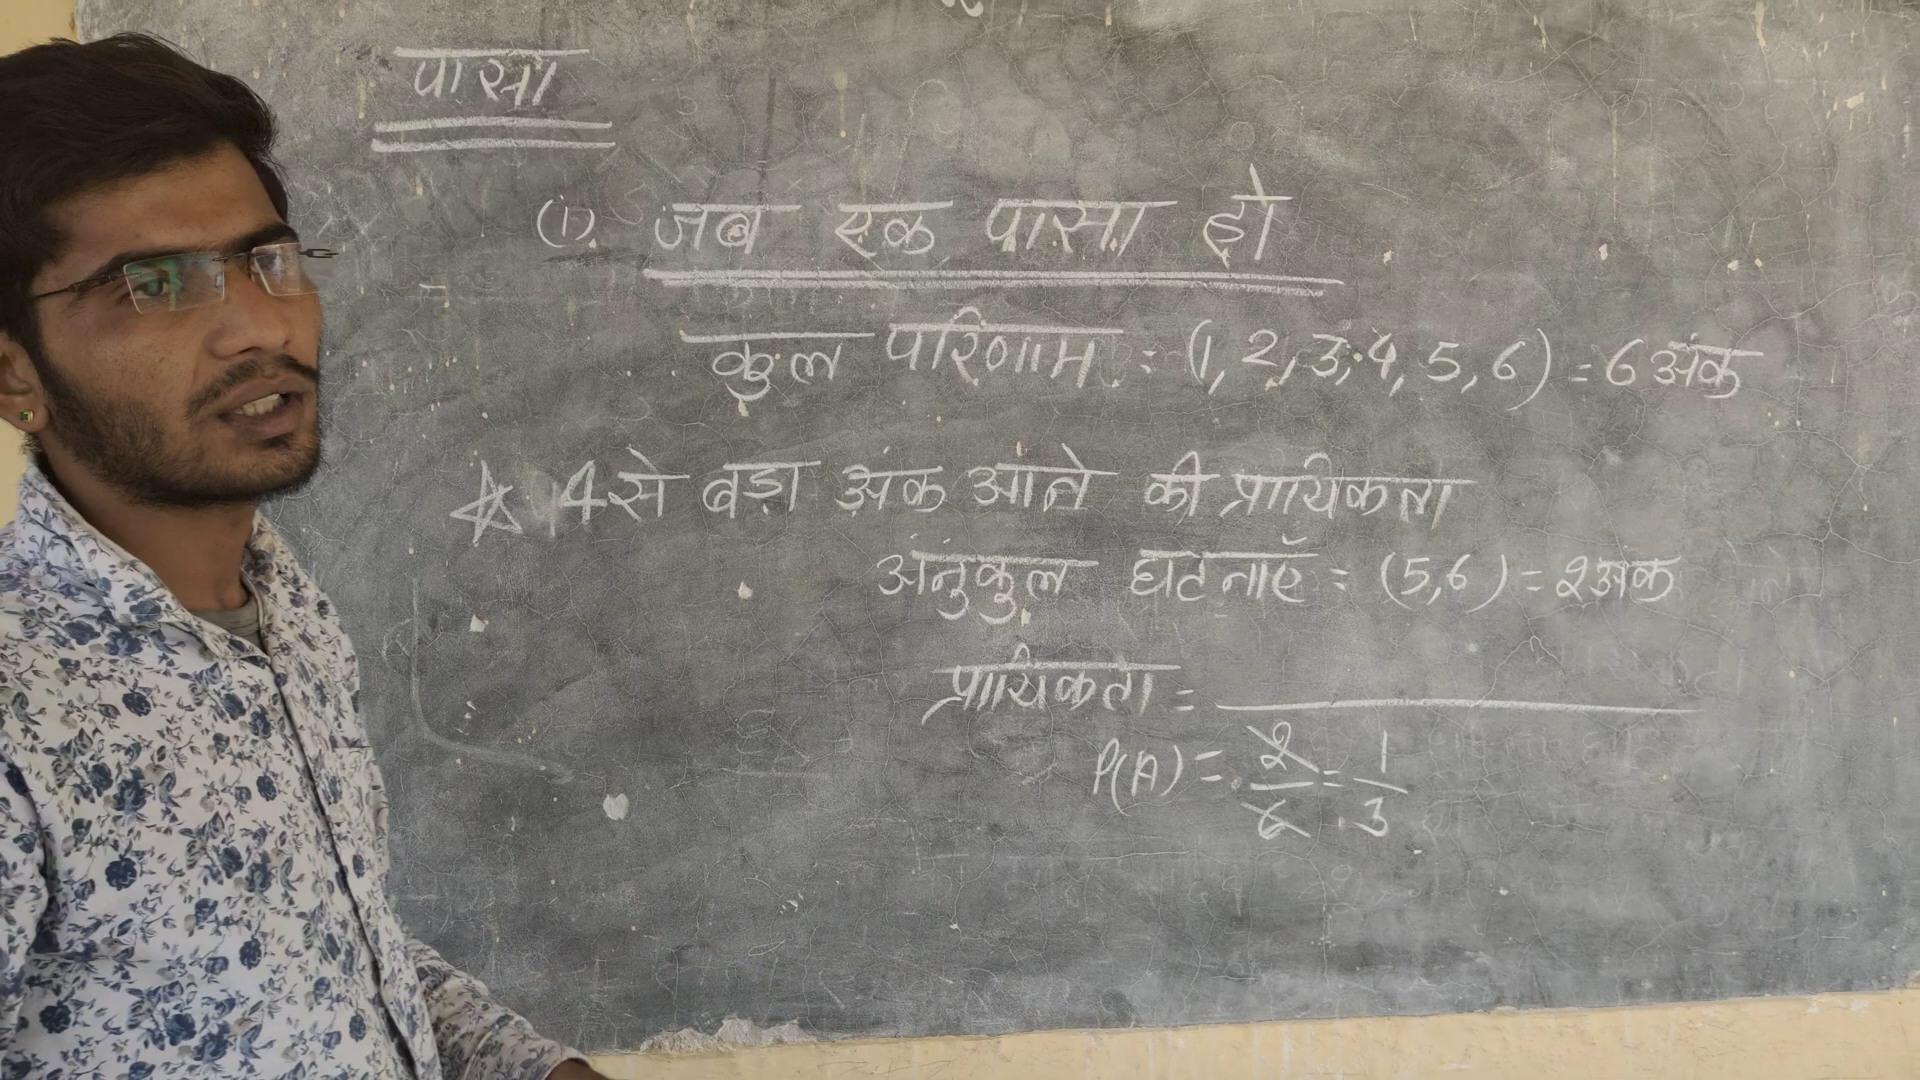 पासा
(i) जब एक पासा हो
कुल परिणाम = (1, 2, 3, 4, 5, 6) = 6 अंक
☆ 4 से बड़ा अंक आने की प्रायिकता
अंनुकुल घटनाएँ = (5,6) = 2 अंक
प्रायिकता =
P(A) = 2/6 = 1/3